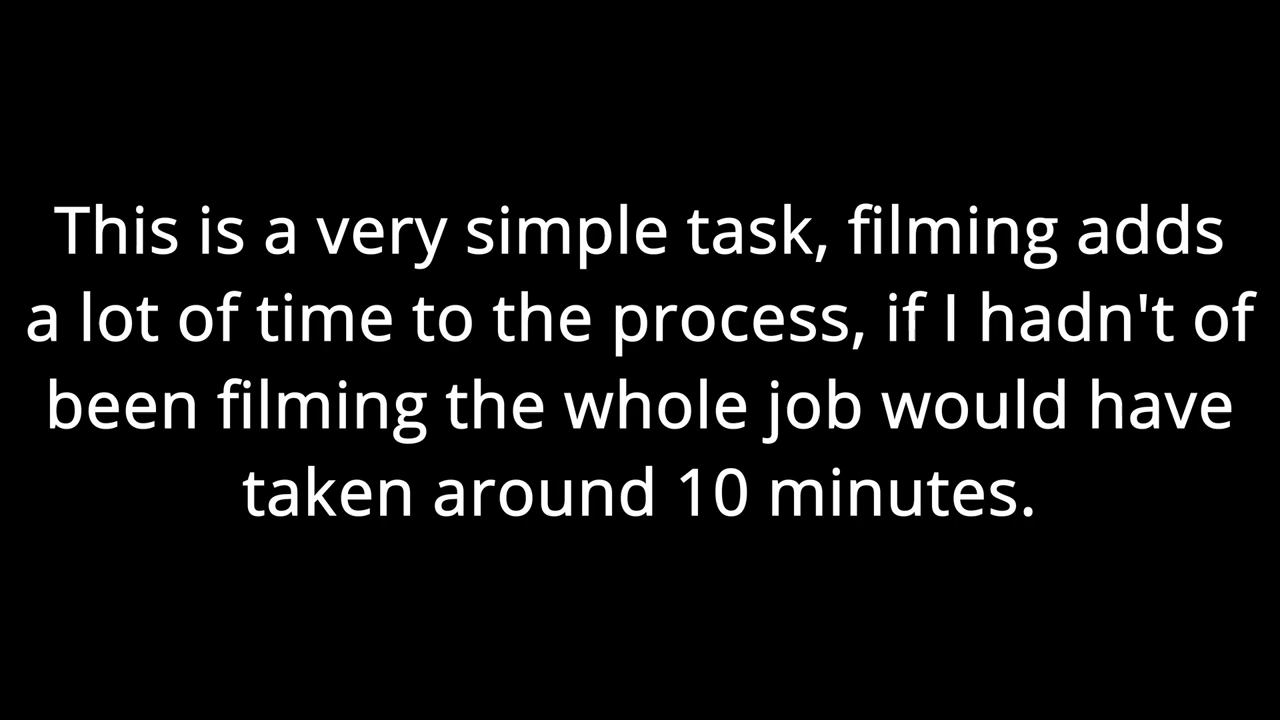 This is a very simple task, filming adds
a lot of time to the process, if I hadn't of
been filming the whole job would have
taken around 10 minutes.